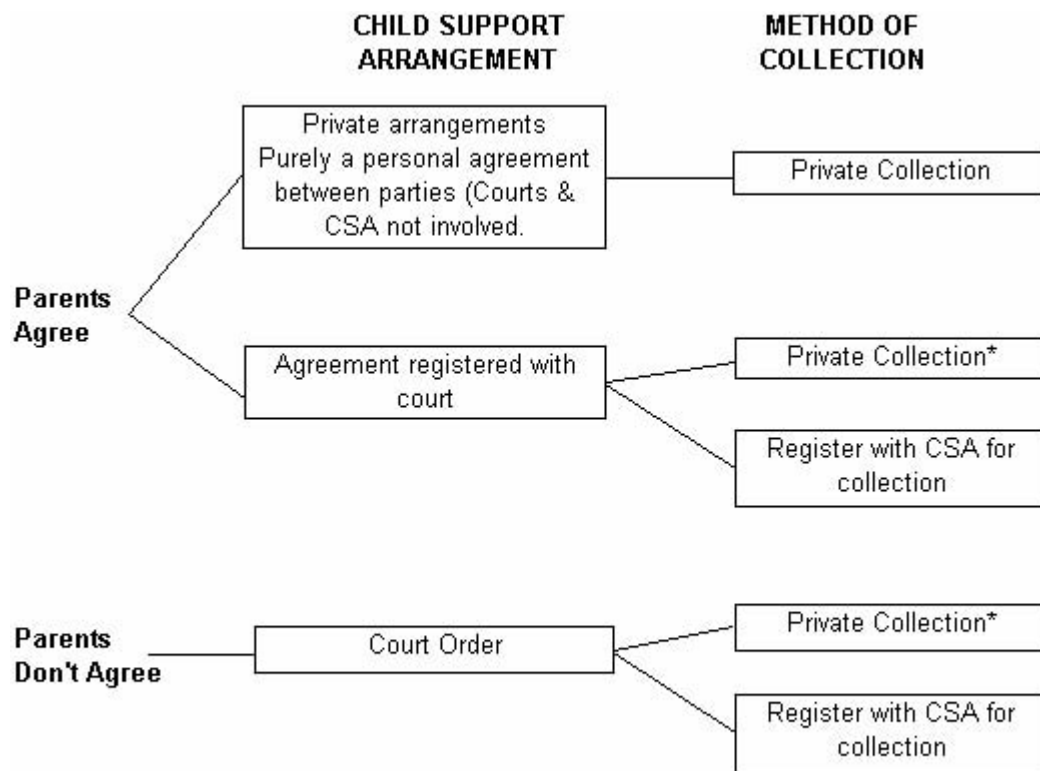 CHILD SUPPORT
ARRANGEMENT
METHOD OF
COLLECTION
Private arrangements
Purely a personal agreement
between parties (Courts &
CSA not involved.
Private Collection
Parents
Agree
Agreement registered with
court
Private Collection*
Register with CSA for
collection
Parents
Don't Agree
Court Order
Private Collection*
Register with CSA for
collection